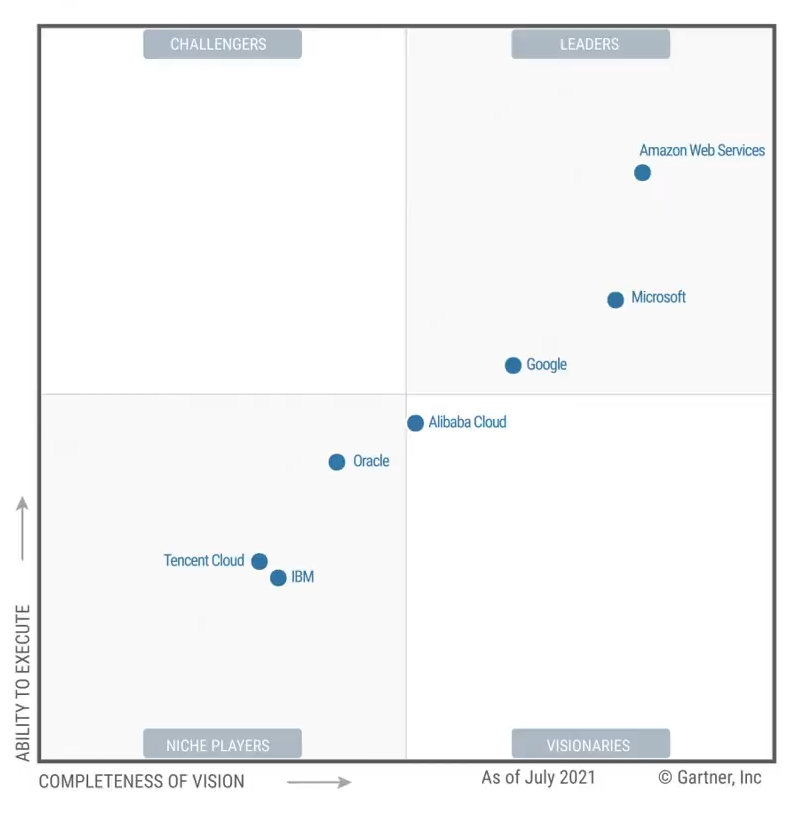 CHALLENGERS
LEADERS
Amazon Web Services
Microsoft
Google
Alibaba Cloud
Oracle
Tencent Cloud
IBM
ABILITY TO EXECUTE
NICHE PLAYERS
VISIONARIES
COMPLETENESS OF VISION
As of July 2021
© Gartner, Inc